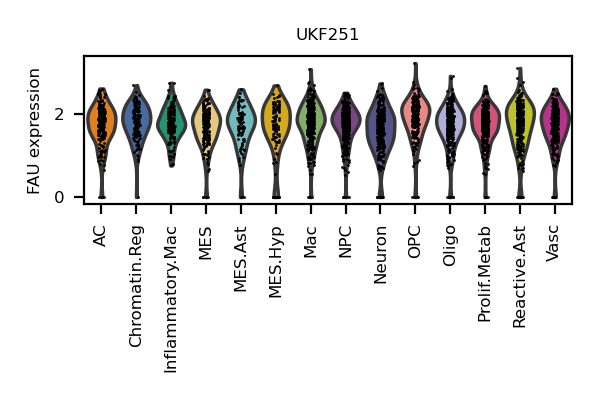 UKF251
FAU expression
2
0
AC
Chromatin.Reg
Inflammatory.Mac
MES
MES.Ast
MES.Hyp
Mac
NPC
Neuron
OPC
Oligo
Prolif.Metab
Reactive.Ast
Vasc